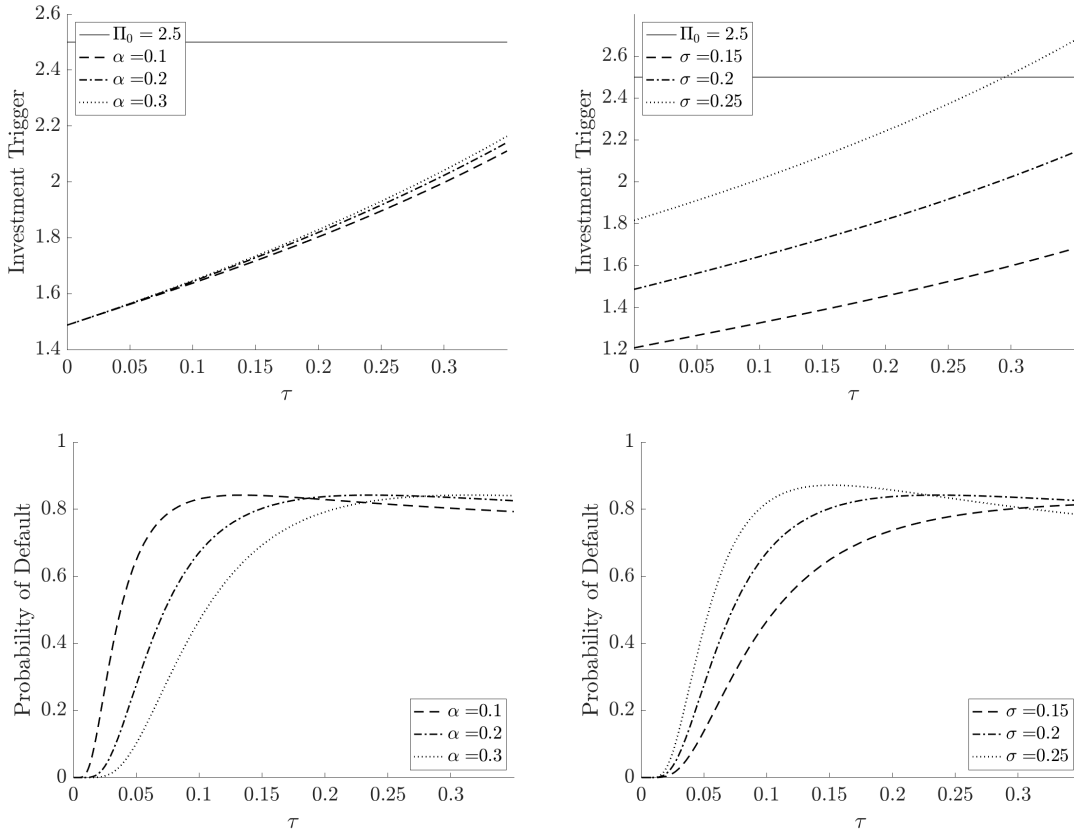 2.6
2.4
2.2
2
1.8
1.6
1.4
Investment Trigger
Π₀ = 2.5
α =0.1
α =0.2
α =0.3
0 0.05 0.1 0.15 0.2 0.25 0.3
τ
2.6
2.4
2.2
2
1.8
1.6
1.4
1.2
Investment Trigger
Π₀ = 2.5
σ =0.15
σ =0.2
σ =0.25
0 0.05 0.1 0.15 0.2 0.25 0.3
τ
1
0.8
0.6
0.4
0.2
0
Probability of Default
α =0.1
α =0.2
α =0.3
0 0.05 0.1 0.15 0.2 0.25 0.3
τ
1
0.8
0.6
0.4
0.2
0
Probability of Default
σ =0.15
σ =0.2
σ =0.25
0 0.05 0.1 0.15 0.2 0.25 0.3
τ